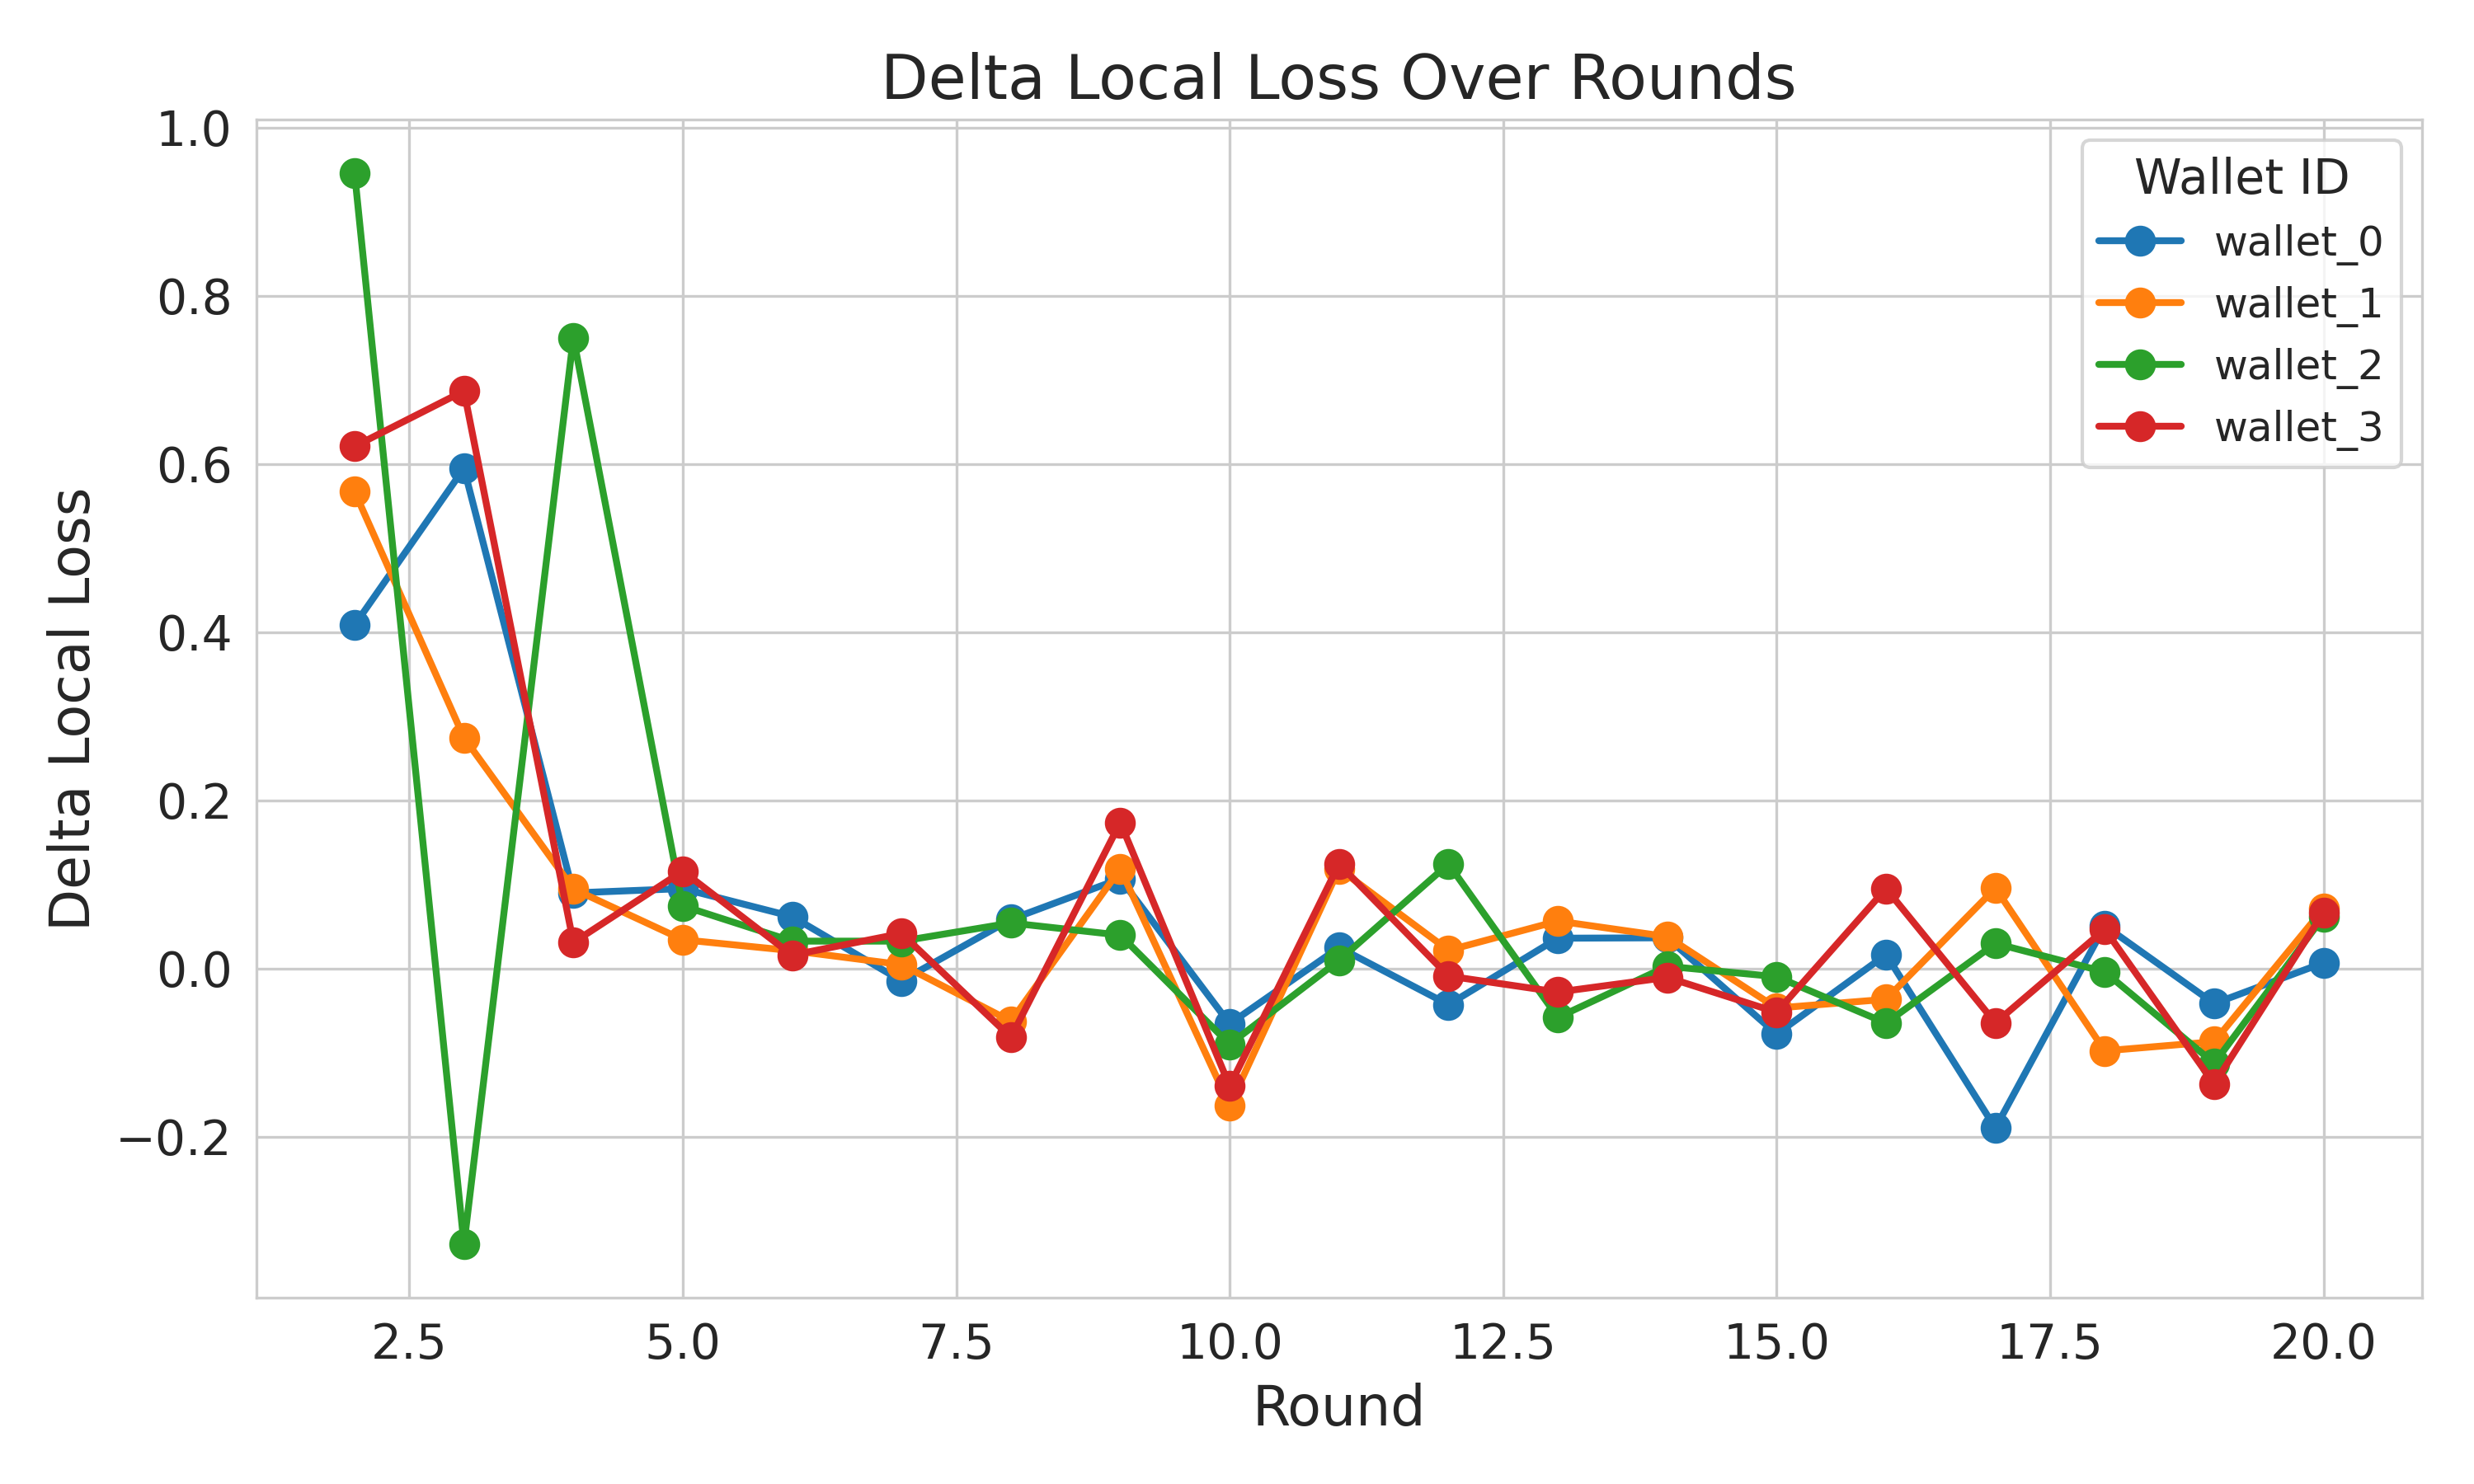 Delta Local Loss Over Rounds
Delta Local Loss
1.0
0.8
0.6
0.4
0.2
0.0
−0.2
Wallet ID
wallet_0
wallet_1
wallet_2
wallet_3
2.5 5.0 7.5 10.0 12.5 15.0 17.5 20.0
Round